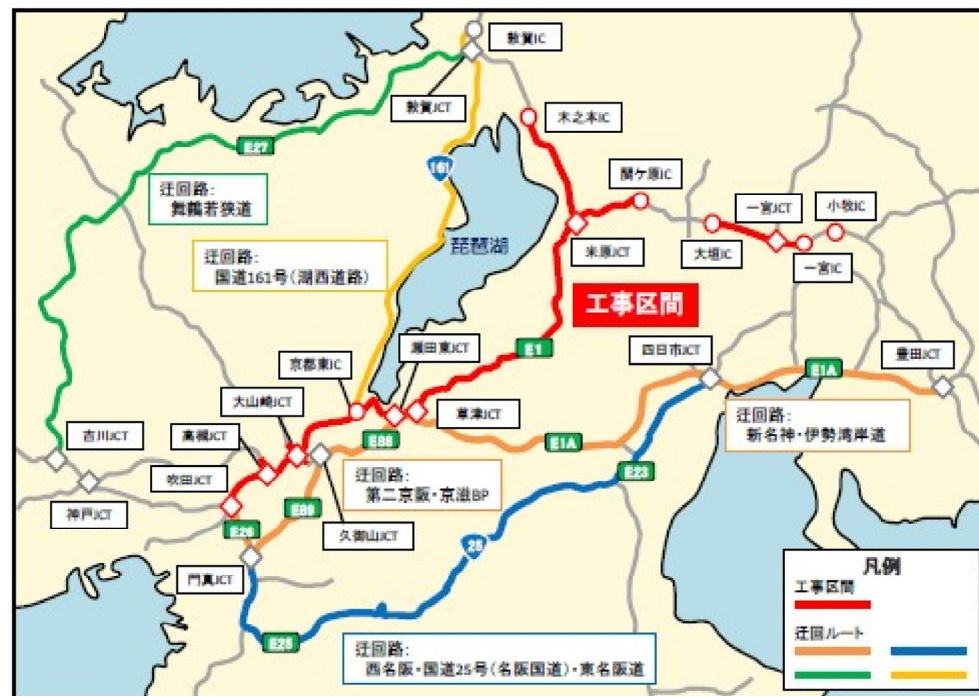 敦賀IC
敦賀JCT
木之本IC
E27
161
関ケ原IC
一宮JCT
小牧IC
迂回路:
舞鶴若狭道
琵琶湖
米原JCT
大垣IC
一宮IC
迂回路:
国道161号(湖西道路)
工事区間
瀬田東JCT
E1
四日市JCT
京都東IC
豊田JCT
E1A
大山崎JCT
草津JCT
迂回路:
新名神・伊勢湾岸道
吉川JCT
高槻JCT
E88
E1A
吹田JCT
迂回路:
第二京阪・京滋BP
E23
神戸JCT
E89
久御山JCT
E26
25
門真JCT
凡例
工事区間
迂回ルート
E25
迂回路:
西名阪・国道25号(名阪国道)・東名阪道